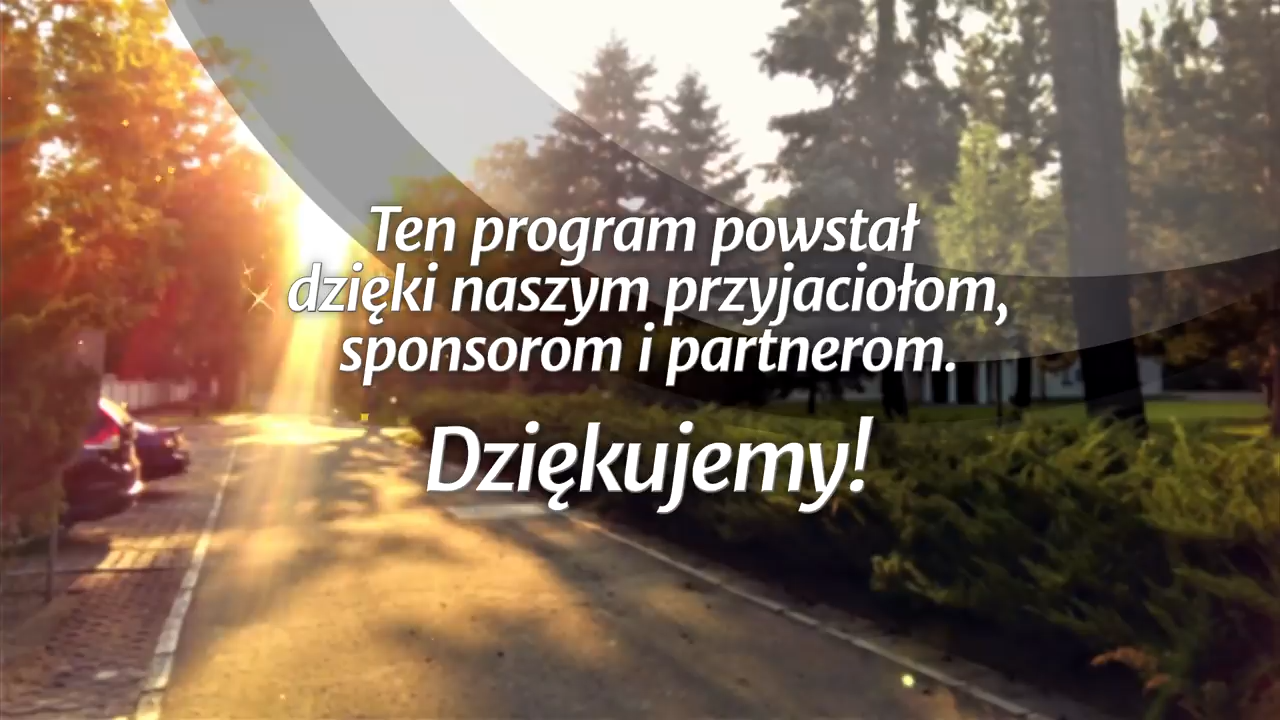 Ten program powstał
dzięki naszym przyjaciołom,
sponsorom i partnerom.
Dziękujemy!